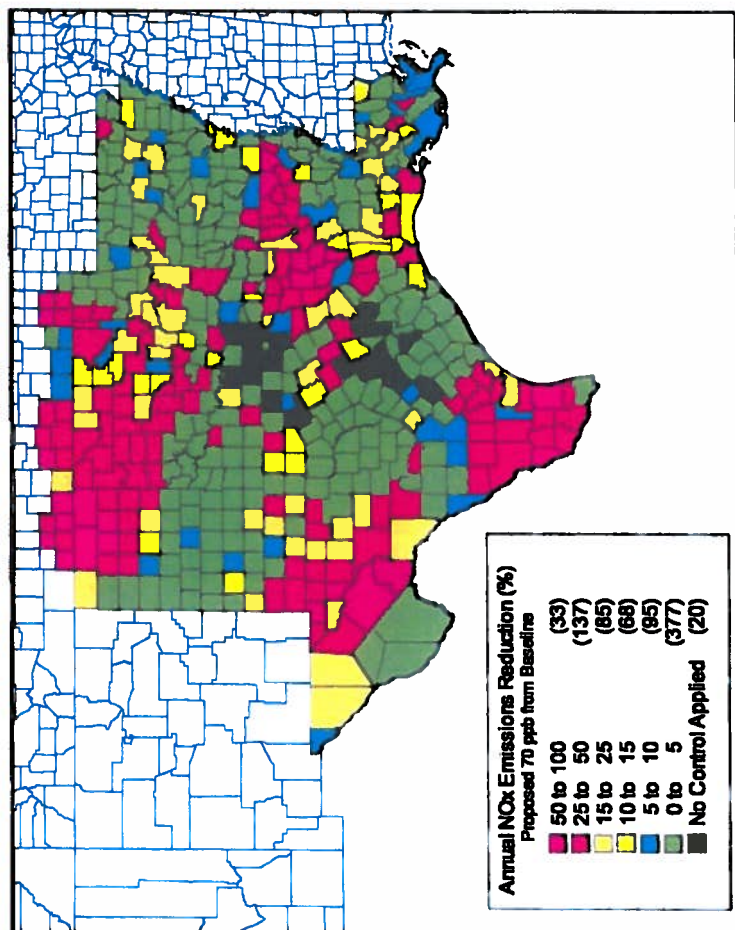 Annual NOx Emissions Reduction (%)
Proposed 70 ppb from Baseline
50 to 100 (33)
25 to 50 (137)
15 to 25 (85)
10 to 15 (68)
5 to 10 (95)
0 to 5 (377)
No Control Applied (20)